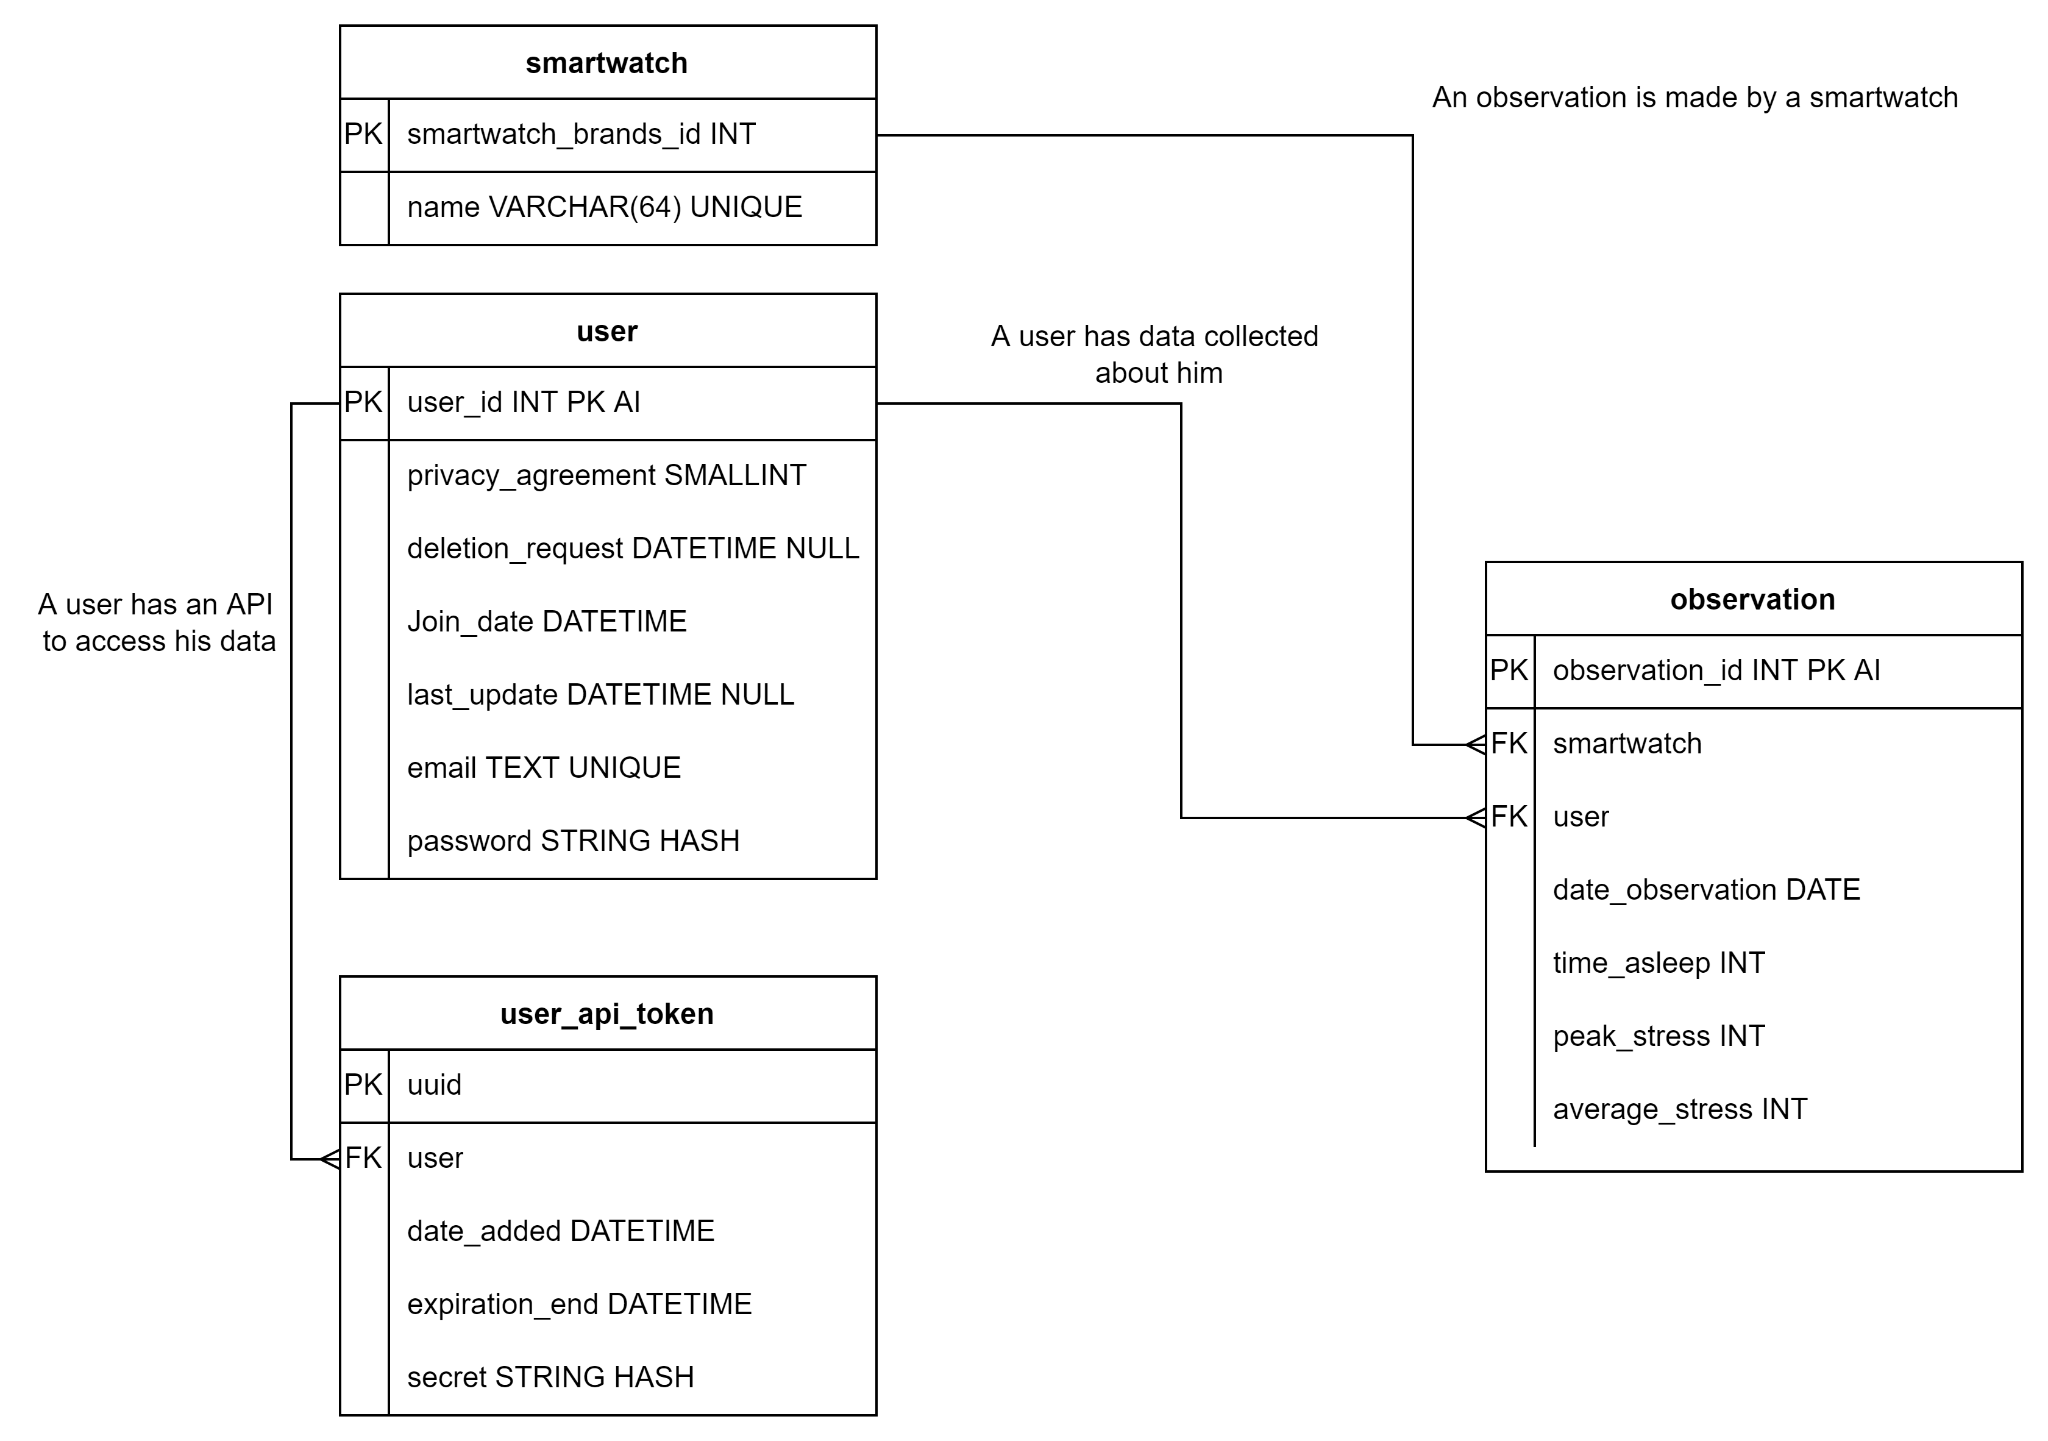 smartwatch
PK smartwatch_brands_id INT
name VARCHAR(64) UNIQUE
An observation is made by a smartwatch
user
PK user_id INT PK AI
privacy_agreement SMALLINT
deletion_request DATETIME NULL
Join_date DATETIME
last_update DATETIME NULL
email TEXT UNIQUE
password STRING HASH
A user has data collected
about him
A user has an API
to access his data
observation
PK observation_id INT PK AI
FK smartwatch
FK user
date_observation DATE
time_asleep INT
peak_stress INT
average_stress INT
user_api_token
PK uuid
FK user
date_added DATETIME
expiration_end DATETIME
secret STRING HASH